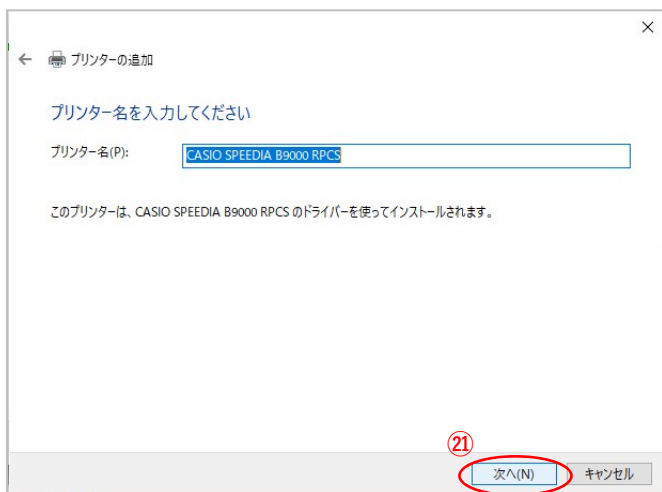 プリンターの追加
プリンター名を入力してください
プリンター名(P): CASIO SPEEDIA B9000 RPCS
このプリンターは、CASIO SPEEDIA B9000 RPCS のドライバーを使ってインストールされます。
㉑
次へ(N) キャンセル